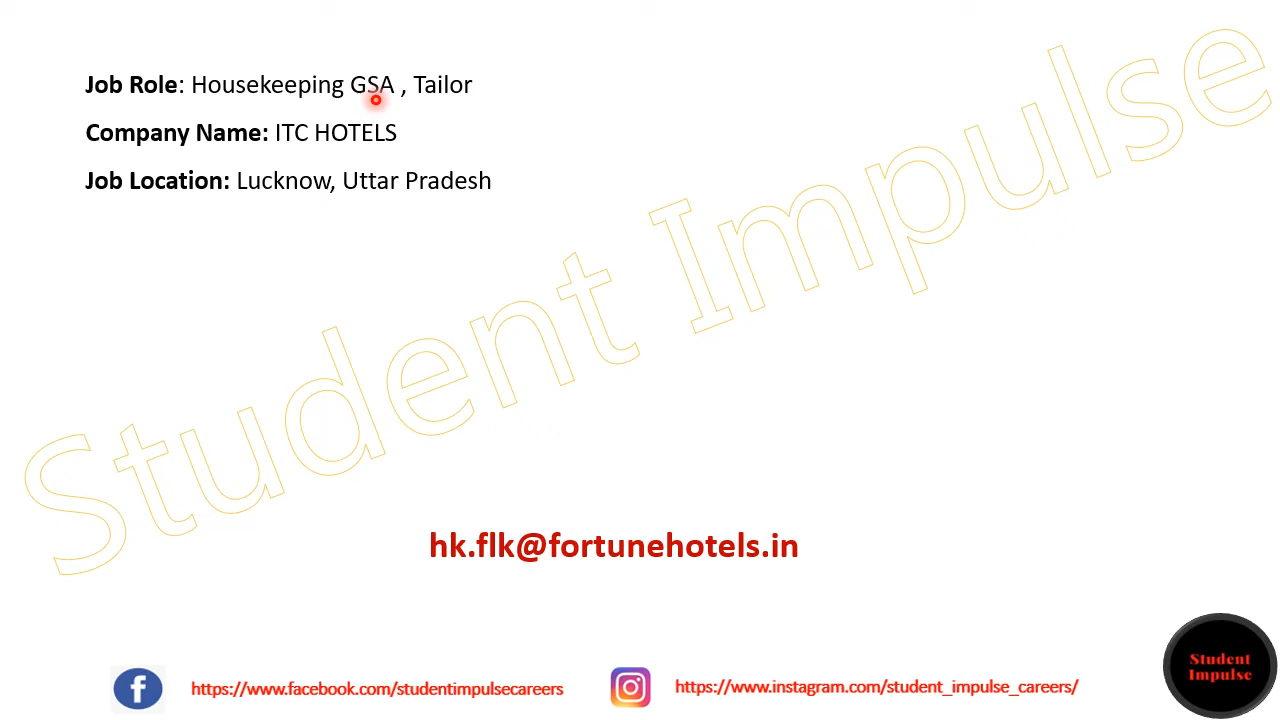 Job Role: Housekeeping GSA , Tailor
Company Name: ITC HOTELS
Job Location: Lucknow, Uttar Pradesh
Student Impulse
hk.flk@fortunehotels.in
https://www.facebook.com/studentimpulsecareers
https://www.instagram.com/student_impulse_careers/
Student
Impulse